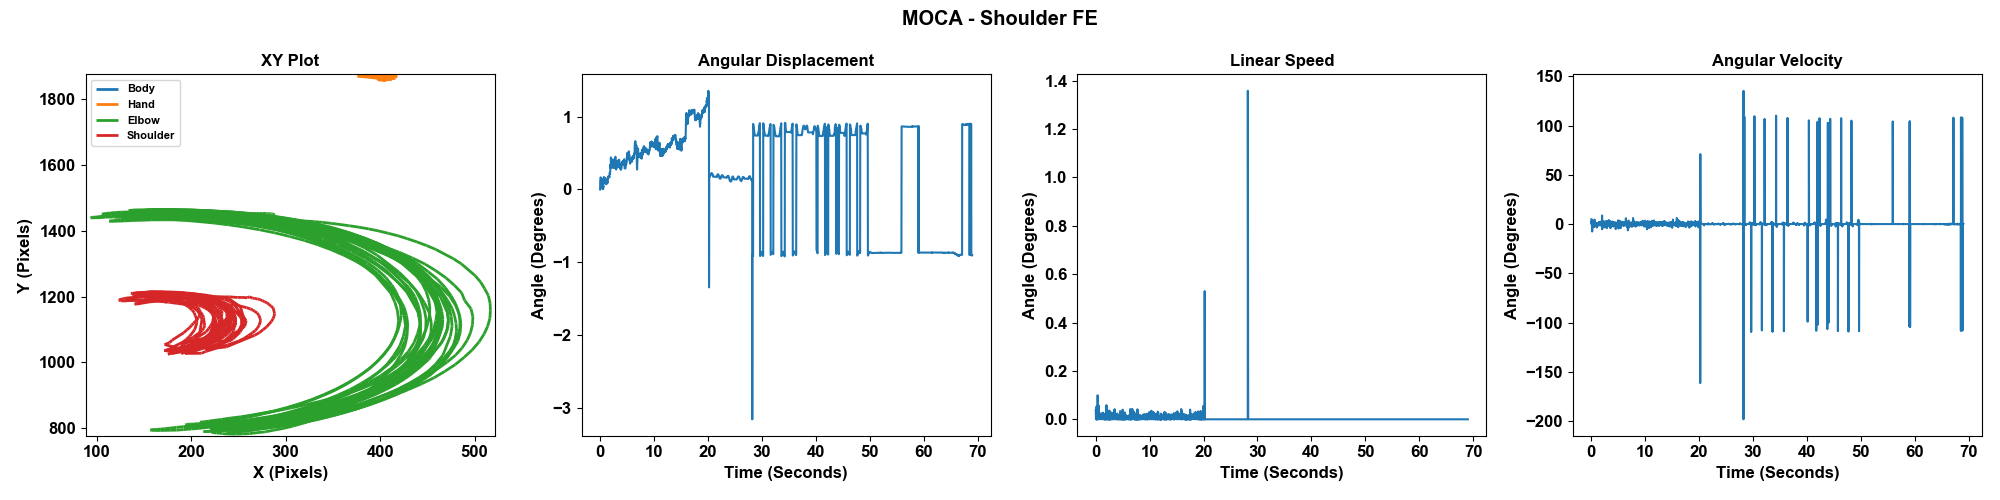 MOCA - Shoulder FE
XY Plot
Body
Hand
Elbow
Shoulder
Y (Pixels)
1800
1600
1400
1200
1000
800
100 200 300 400 500
X (Pixels)
Angular Displacement
Angle (Degrees)
1
0
−1
−2
−3
0 10 20 30 40 50 60 70
Time (Seconds)
Linear Speed
Angle (Degrees)
1.4
1.2
1.0
0.8
0.6
0.4
0.2
0.0
0 10 20 30 40 50 60 70
Time (Seconds)
Angular Velocity
Angle (Degrees)
150
100
50
0
−50
−100
−150
−200
0 10 20 30 40 50 60 70
Time (Seconds)